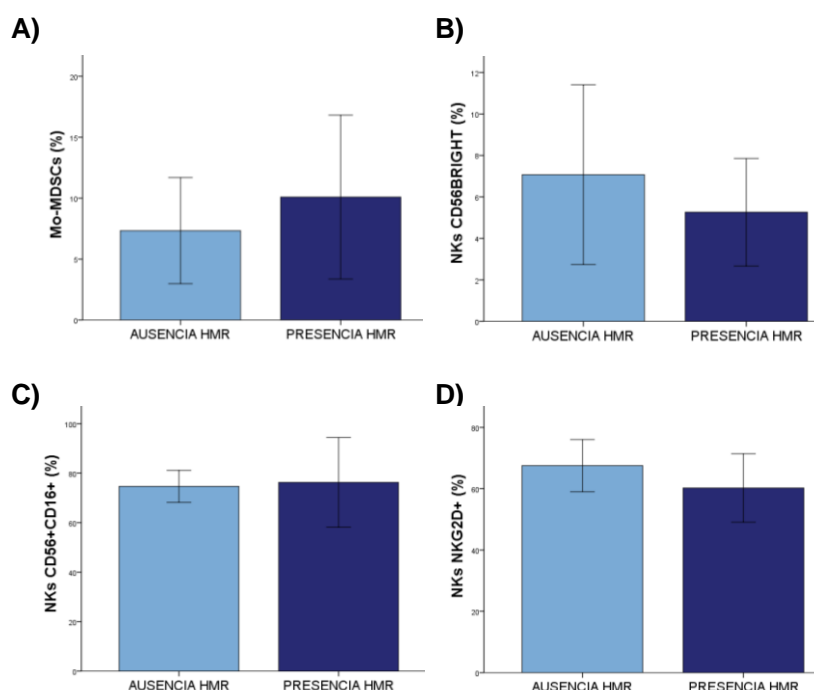 A)
Mo-MDSCs (%)
20
15
10
5
0
AUSENCIA HMR
PRESENCIA HMR
B)
NKs CD56BRIGHT (%)
12
10
8
6
4
2
0
AUSENCIA HMR
PRESENCIA HMR
C)
NKs CD56+CD16+ (%)
100
80
60
40
20
0
AUSENCIA HMR
PRESENCIA HMR
D)
NKs NKG2D+ (%)
80
60
40
20
0
AUSENCIA HMR
PRESENCIA HMR